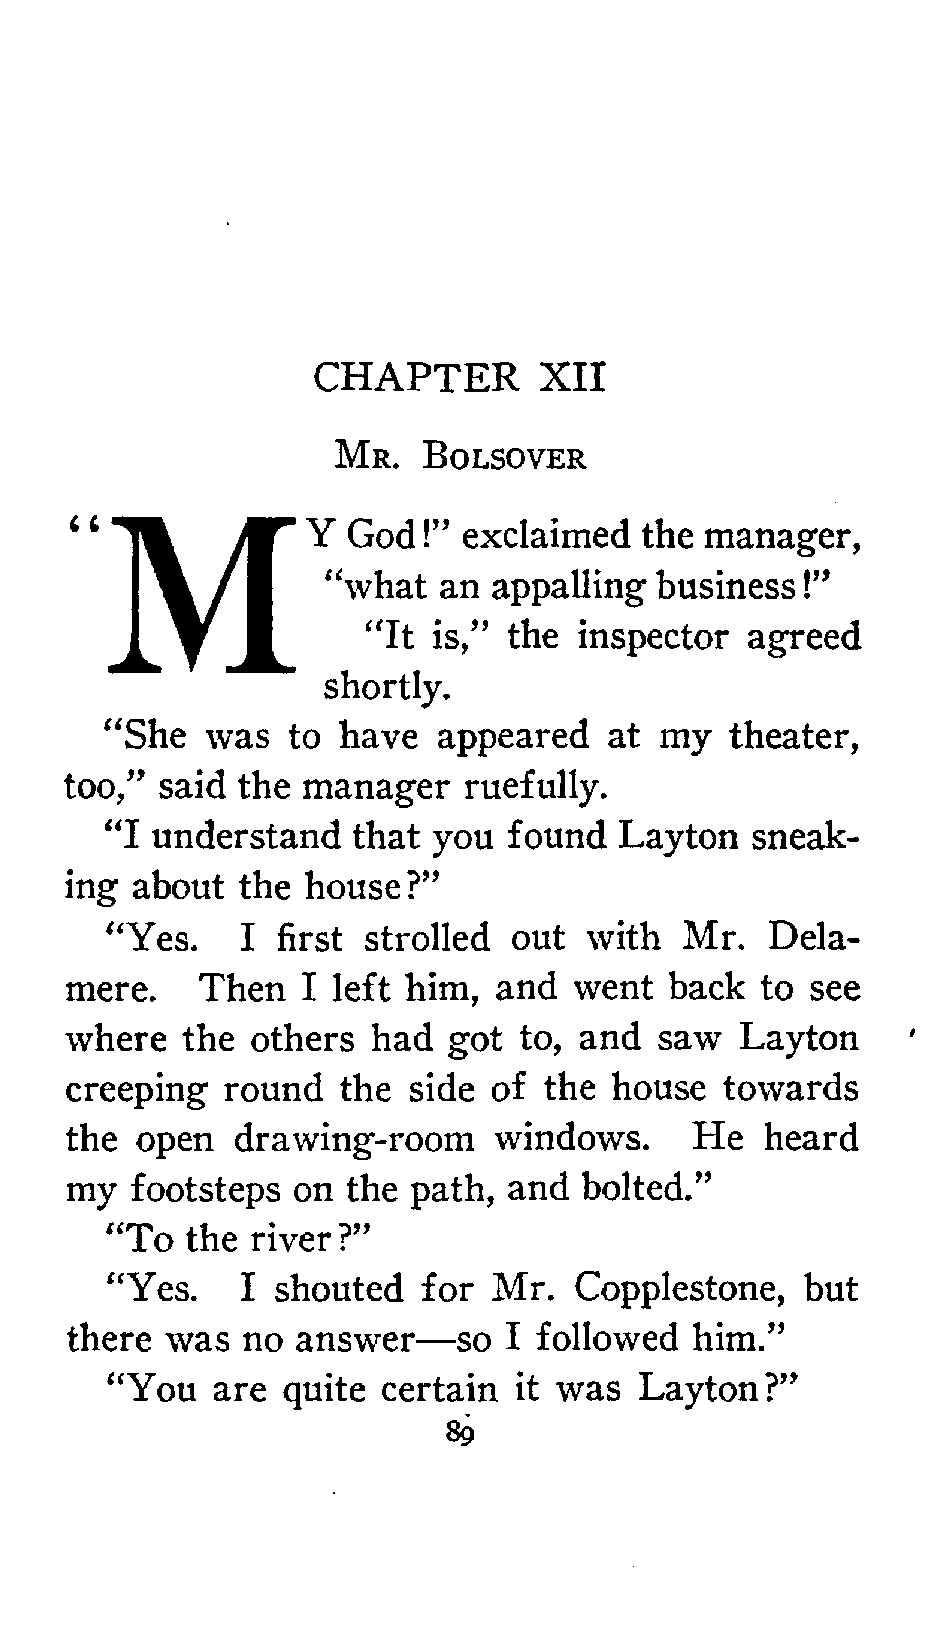 CHAPTER XII
MR. BOLSOVER
"MY God!" exclaimed the manager,
"what an appalling business!"
"It is," the inspector agreed
shortly.
"She was to have appeared at my theater,
too," said the manager ruefully.
"I understand that you found Layton sneak-
ing about the house?"
"Yes. I first strolled out with Mr. Dela-
mere. Then I left him, and went back to see
where the others had got to, and saw Layton
creeping round the side of the house towards
the open drawing-room windows. He heard
my footsteps on the path, and bolted."
"To the river?"
"Yes. I shouted for Mr. Copplestone, but
there was no answer—so I followed him."
"You are quite certain it was Layton?"
89